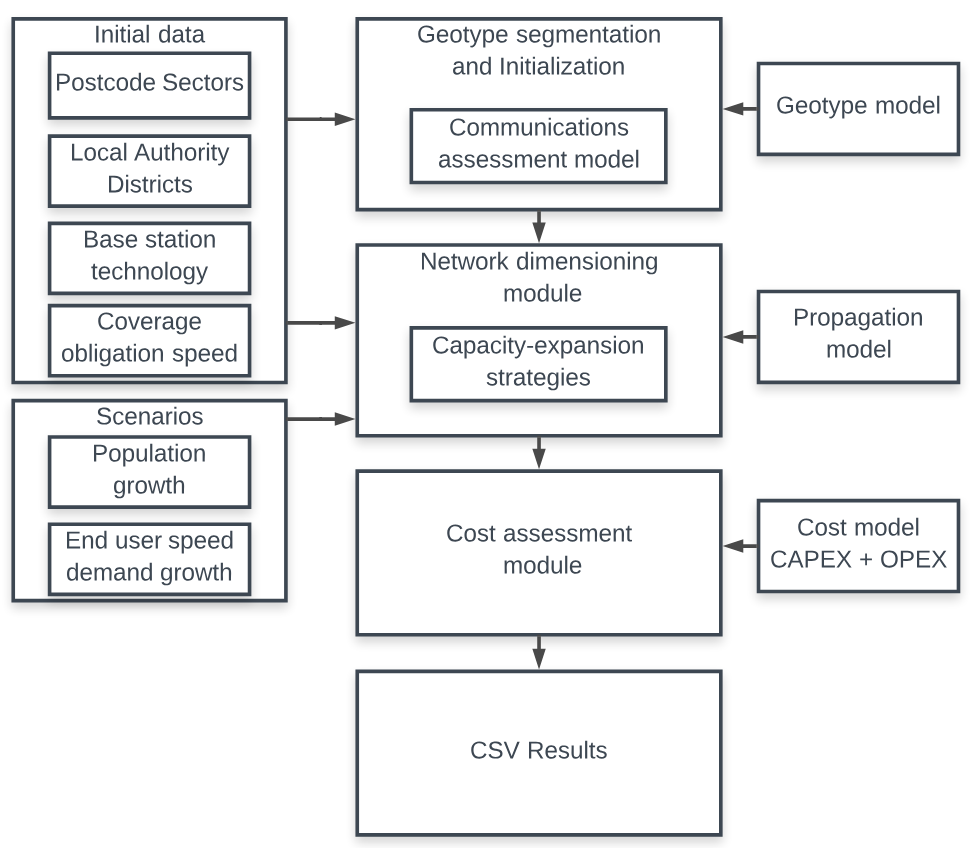 Initial data
Postcode Sectors
Local Authority
Districts
Base station
technology
Coverage
obligation speed
Scenarios
Population
growth
End user speed
demand growth
Geotype segmentation
and Initialization
Communications
assessment model
Network dimensioning
module
Capacity-expansion
strategies
Cost assessment
module
CSV Results
Geotype model
Propagation
model
Cost model
CAPEX + OPEX